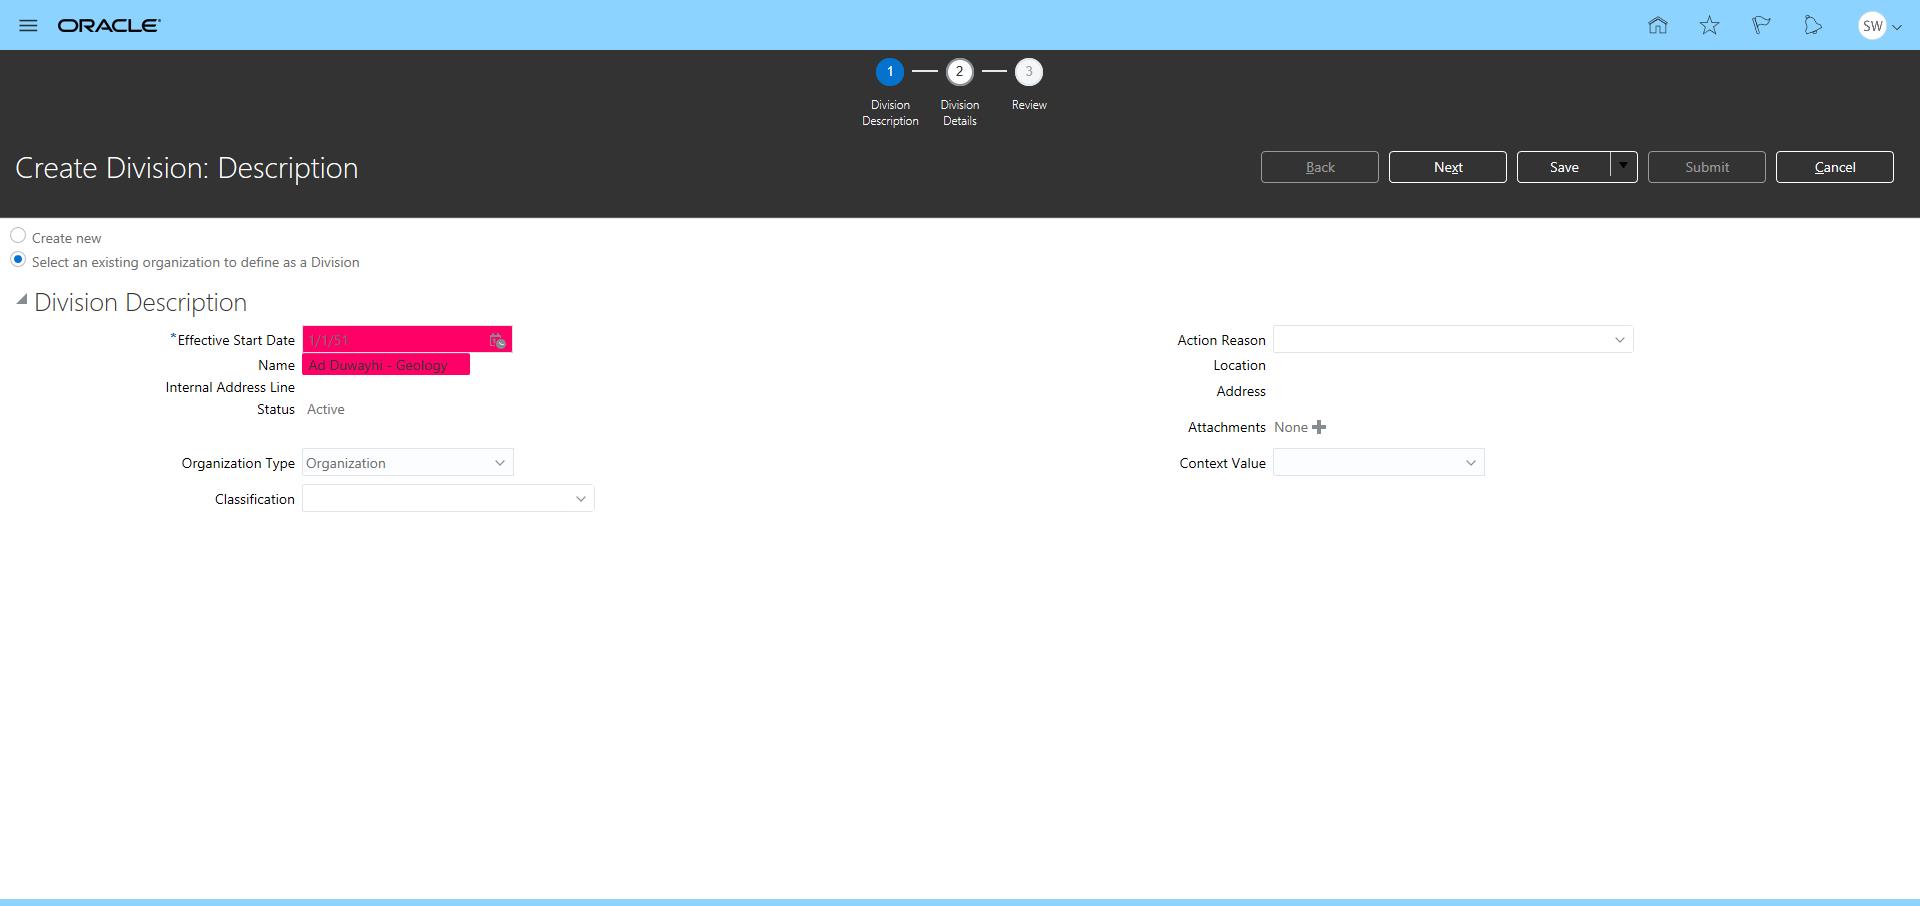 ORACLE
SW
1
2
3
Division Description
Division Details
Review
Create Division: Description
Back
Next
Save
Submit
Cancel
Create new
Select an existing organization to define as a Division
Division Description
*Effective Start Date 1/1/51
Name Ad Duwayhi - Geology
Internal Address Line
Status Active
Organization Type Organization
Classification
Action Reason
Location
Address
Attachments None
Context Value